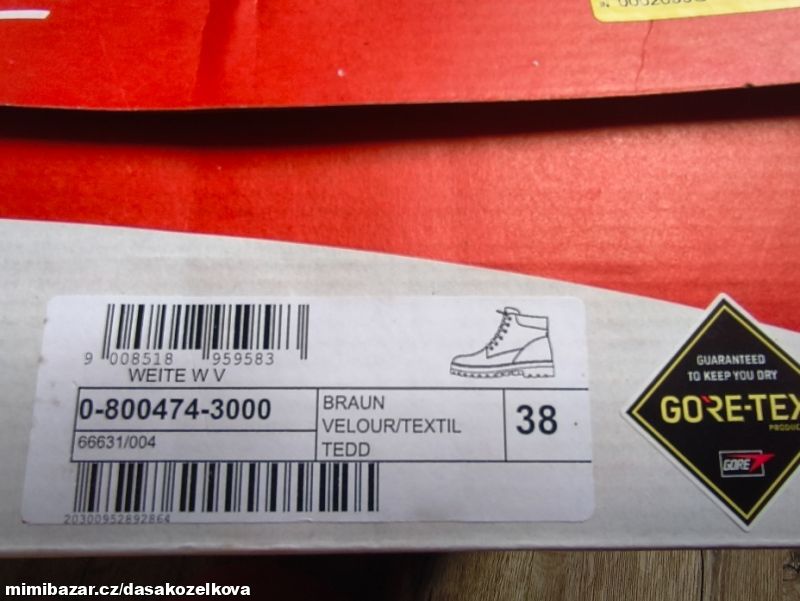 9 008518 959583
WEITE W V
0-800474-3000
66631/004
BRAUN
VELOUR/TEXTIL
TEDD
38
20300952892864
GUARANTEED
TO KEEP YOU DRY
GORE-TEX
GORE
mimibazar.cz/dasakozelkova